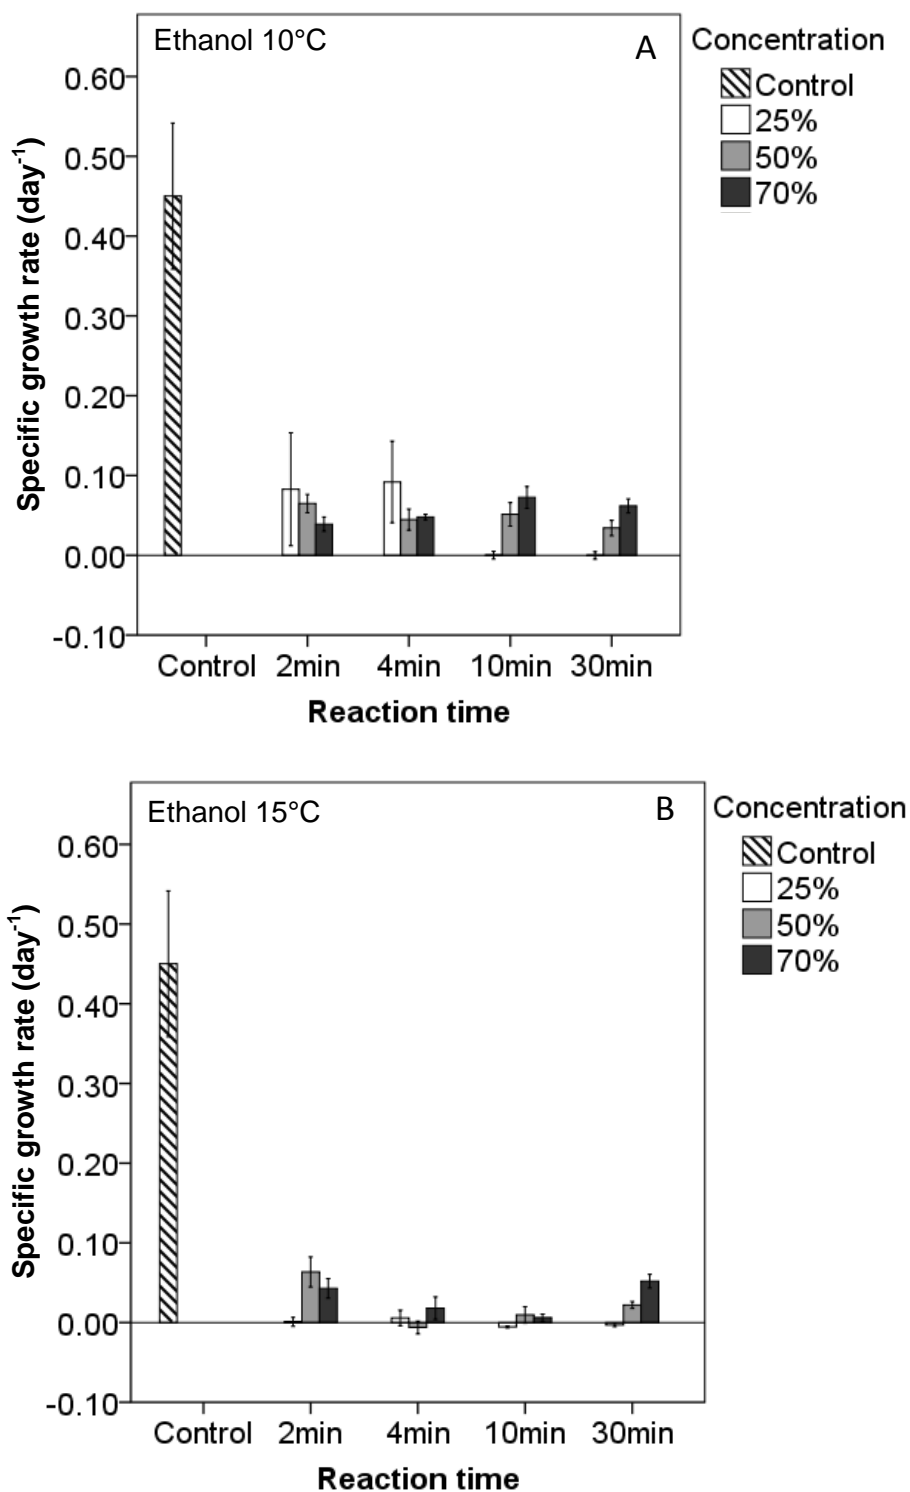 Ethanol 10°C
A
Concentration
Control
25%
50%
70%
0.60
0.50
0.40
0.30
0.20
0.10
0.00
-0.10
Specific growth rate (day-1)
Control 2min 4min 10min 30min
Reaction time
Ethanol 15°C
B
Concentration
Control
25%
50%
70%
0.60
0.50
0.40
0.30
0.20
0.10
0.00
-0.10
Specific growth rate (day-1)
Control 2min 4min 10min 30min
Reaction time